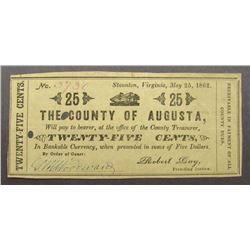 TWENTY-FIVE CENTS.
No. 3736
Staunton, Virginia, May 25, 1862.
25 25
THE COUNTY OF AUGUSTA,
Will pay to bearer, at the office of the County Treasurer,
TWENTY-FIVE CENTS,
In Bankable Currency, when presented in sums of Five Dollars.
By Order of Court.
Presiding Justice.
RECEIVABLE IN PAYMENT OF ALL
COUNTY DUES.